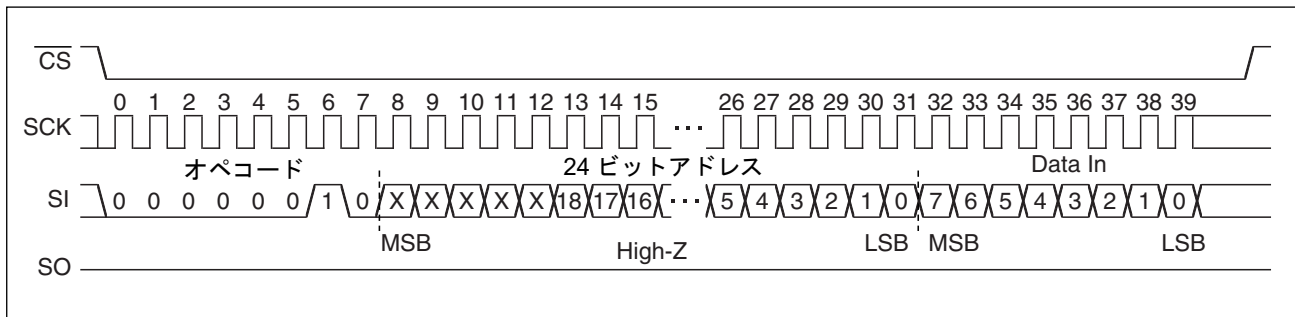 CS
0 1 2 3 4 5 6 7 8 9 10 11 12 13 14 15 26 27 28 29 30 31 32 33 34 35 36 37 38 39
SCK ···
オペコード 24 ビットアドレス Data In
SI 0 0 0 0 0 0 1 0 X X X X X 18 17 16 ··· 5 4 3 2 1 0 7 6 5 4 3 2 1 0
MSB High-Z LSB MSB LSB
SO